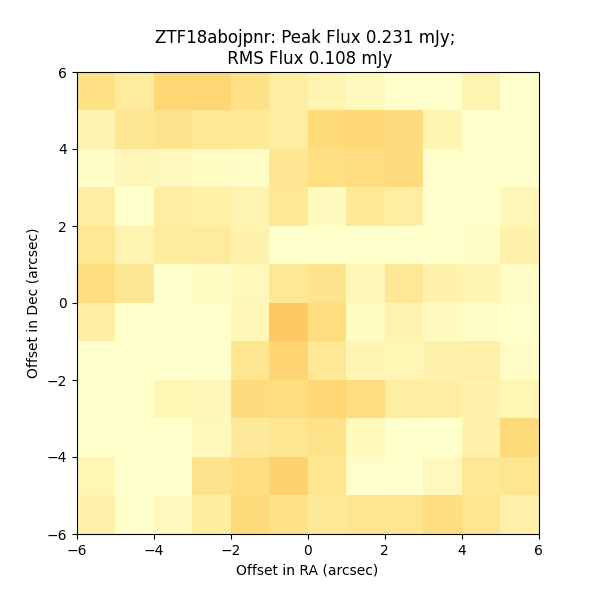 ZTF18abojpnr: Peak Flux 0.231 mJy;
RMS Flux 0.108 mJy
6
4
2
0
−2
−4
−6
Offset in Dec (arcsec)
−6 −4 −2 0 2 4 6
Offset in RA (arcsec)